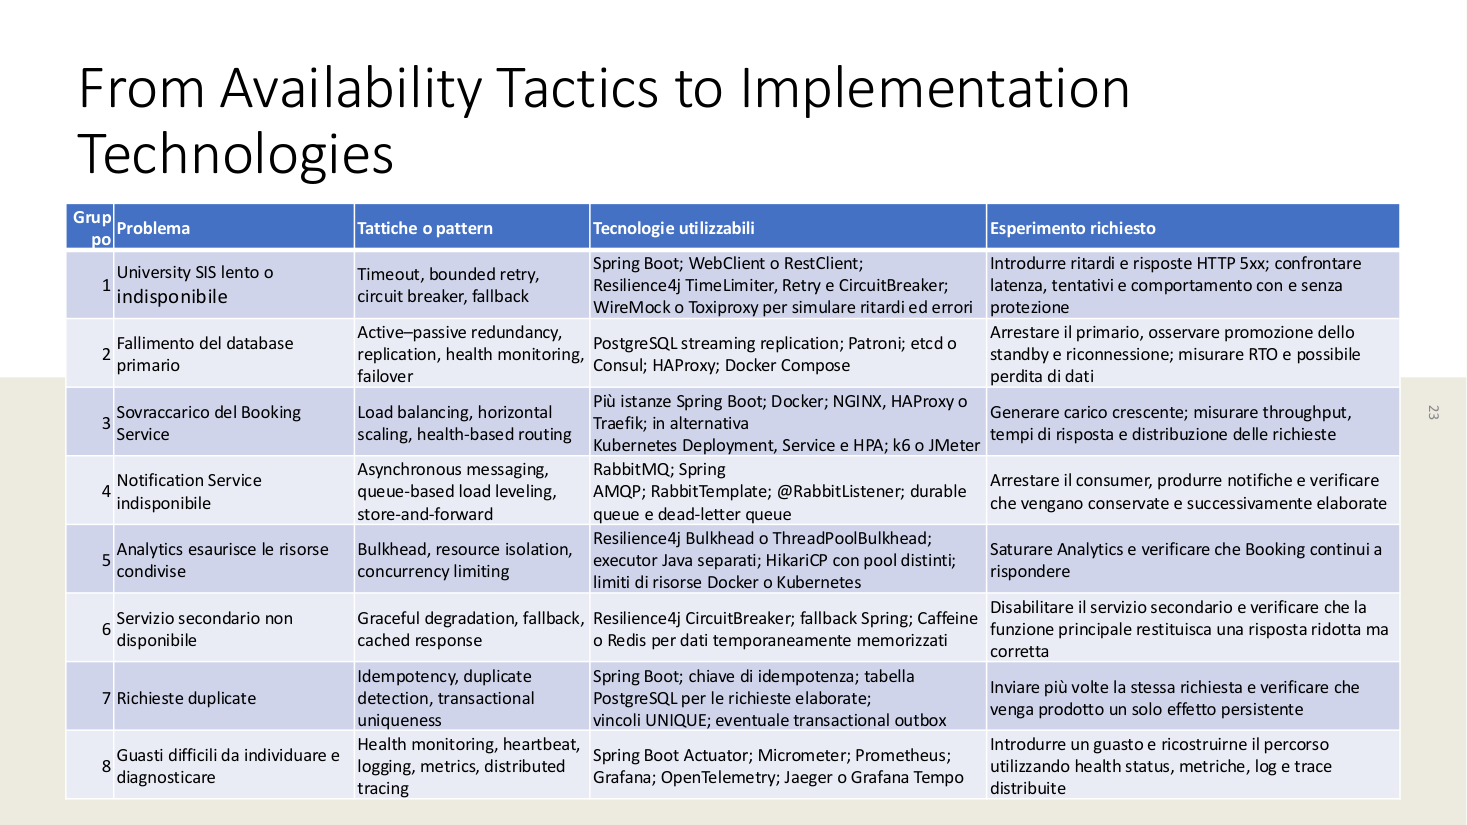 From Availability Tactics to Implementation
Technologies
Grup
po
Problema
Tattiche o pattern
Tecnologie utilizzabili
Esperimento richiesto
1
University SIS lento o
indisponibile
Timeout, bounded retry,
circuit breaker, fallback
Spring Boot; WebClient o RestClient;
Resilience4j TimeLimiter, Retry e CircuitBreaker;
WireMock o Toxiproxy per simulare ritardi ed errori
Introdurre ritardi e risposte HTTP 5xx; confrontare
latenza, tentativi e comportamento con e senza
protezione
2
Fallimento del database
primario
Active–passive redundancy,
replication, health monitoring,
failover
PostgreSQL streaming replication; Patroni; etcd o
Consul; HAProxy; Docker Compose
Arrestare il primario, osservare promozione dello
standby e riconnessione; misurare RTO e possibile
perdita di dati
3
Sovraccarico del Booking
Service
Load balancing, horizontal
scaling, health-based routing
Più istanze Spring Boot; Docker; NGINX, HAProxy o
Traefik; in alternativa
Kubernetes Deployment, Service e HPA; k6 o JMeter
Generare carico crescente; misurare throughput,
tempi di risposta e distribuzione delle richieste
4
Notification Service
indisponibile
Asynchronous messaging,
queue-based load leveling,
store-and-forward
RabbitMQ; Spring
AMQP; RabbitTemplate; @RabbitListener; durable
queue e dead-letter queue
Arrestare il consumer, produrre notifiche e verificare
che vengano conservate e successivamente elaborate
5
Analytics esaurisce le risorse
condivise
Bulkhead, resource isolation,
concurrency limiting
Resilience4j Bulkhead o ThreadPoolBulkhead;
executor Java separati; HikariCP con pool distinti;
limiti di risorse Docker o Kubernetes
Saturare Analytics e verificare che Booking continui a
rispondere
6
Servizio secondario non
disponibile
Graceful degradation, fallback,
cached response
Resilience4j CircuitBreaker; fallback Spring; Caffeine
o Redis per dati temporaneamente memorizzati
Disabilitare il servizio secondario e verificare che la
funzione principale restituisca una risposta ridotta ma
corretta
7
Richieste duplicate
Idempotency, duplicate
detection, transactional
uniqueness
Spring Boot; chiave di idempotenza; tabella
PostgreSQL per le richieste elaborate;
vincoli UNIQUE; eventuale transactional outbox
Inviare più volte la stessa richiesta e verificare che
venga prodotto un solo effetto persistente
8
Guasti difficili da individuare e
diagnosticare
Health monitoring, heartbeat,
logging, metrics, distributed
tracing
Spring Boot Actuator; Micrometer; Prometheus;
Grafana; OpenTelemetry; Jaeger o Grafana Tempo
Introdurre un guasto e ricostruirne il percorso
utilizzando health status, metriche, log e trace
distribuite
23